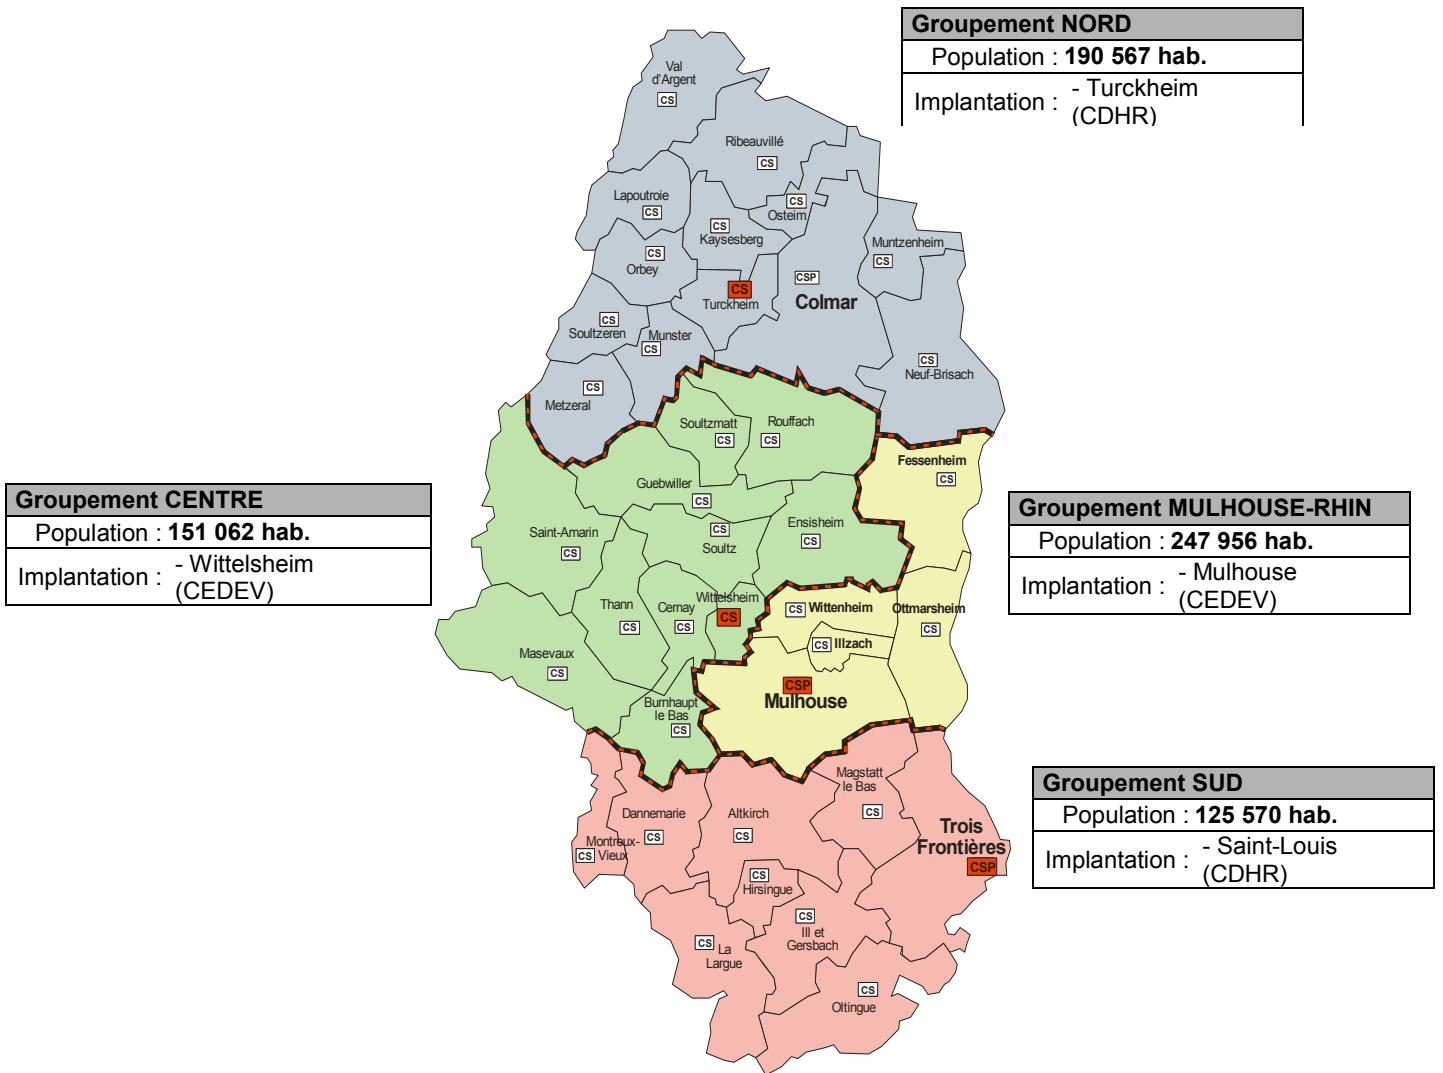 Groupement NORD
Population : 190 567 hab.
Implantation : - Turckheim
(CDHR)
Val
d'Argent
CS
Ribeauvillé
CS
Lapoutroie
CS
CS
Osteim
CS
Kaysesberg
CS
Orbey
Muntzenheim
CS
CSP
Colmar
CS
Turckheim
CS
Soultzeren
Munster
CS
CS
Neuf-Brisach
CS
Metzeral
Soultzmatt
CS
Rouffach
CS
Fessenheim
CS
Groupement CENTRE
Population : 151 062 hab.
Implantation : - Wittelsheim
(CEDEV)
Guebwiller
CS
Saint-Amarin
CS
CS
Soultz
Ensisheim
CS
Groupement MULHOUSE-RHIN
Population : 247 956 hab.
Implantation : - Mulhouse
(CEDEV)
Thann
CS
Cernay
CS
Wittelsheim
CS
CS Wittenheim
Ottmarsheim
CS
CS Illzach
Masevaux
CS
CSP
Mulhouse
Burnhaupt
le Bas
CS
Groupement SUD
Population : 125 570 hab.
Implantation : - Saint-Louis
(CDHR)
Magstatt
le Bas
CS
Dannemarie
CS
Altkirch
CS
Trois
Frontières
CSP
Montreux-
CS Vieux
CS
Hirsingue
CS
Ill et
Gersbach
CS La
Largue
CS
Oltingue